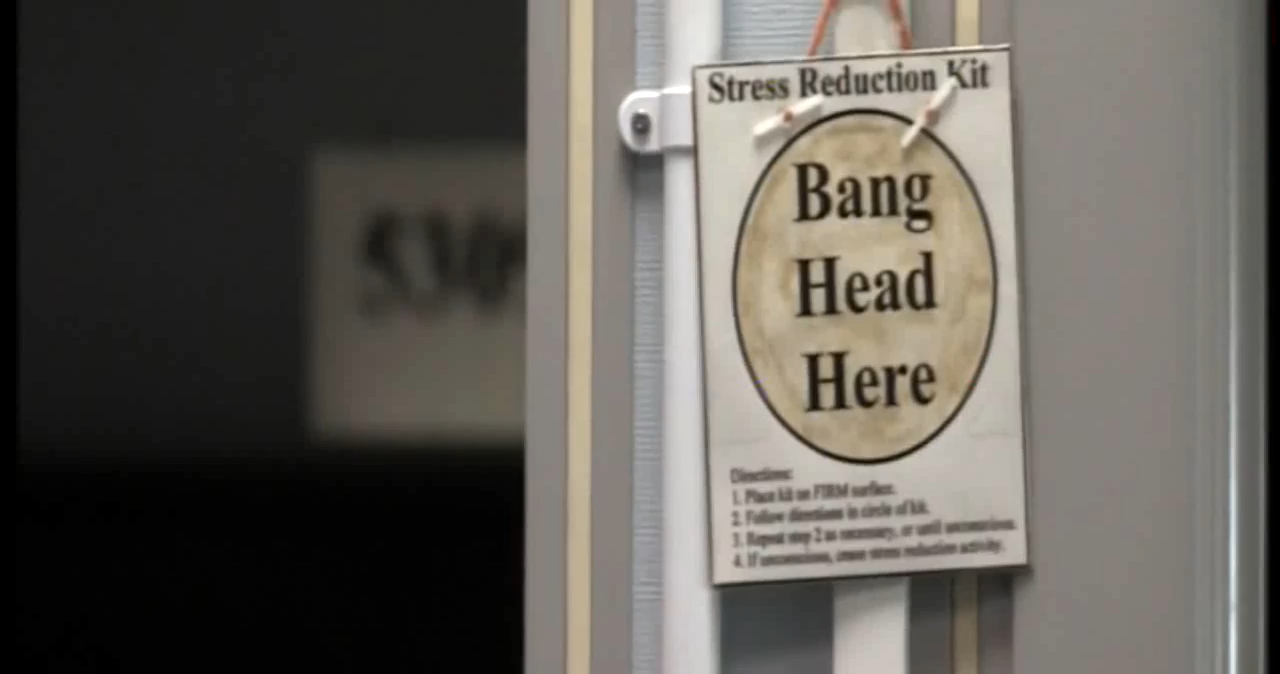 Stress Reduction Kit
Bang
Head
Here
Directions:
1. Place kit on FIRM surface.
2. Follow directions in circle of kit.
3. Repeat step 2 as necessary, or until unconscious.
4. If unconscious, cease stress reduction activity.